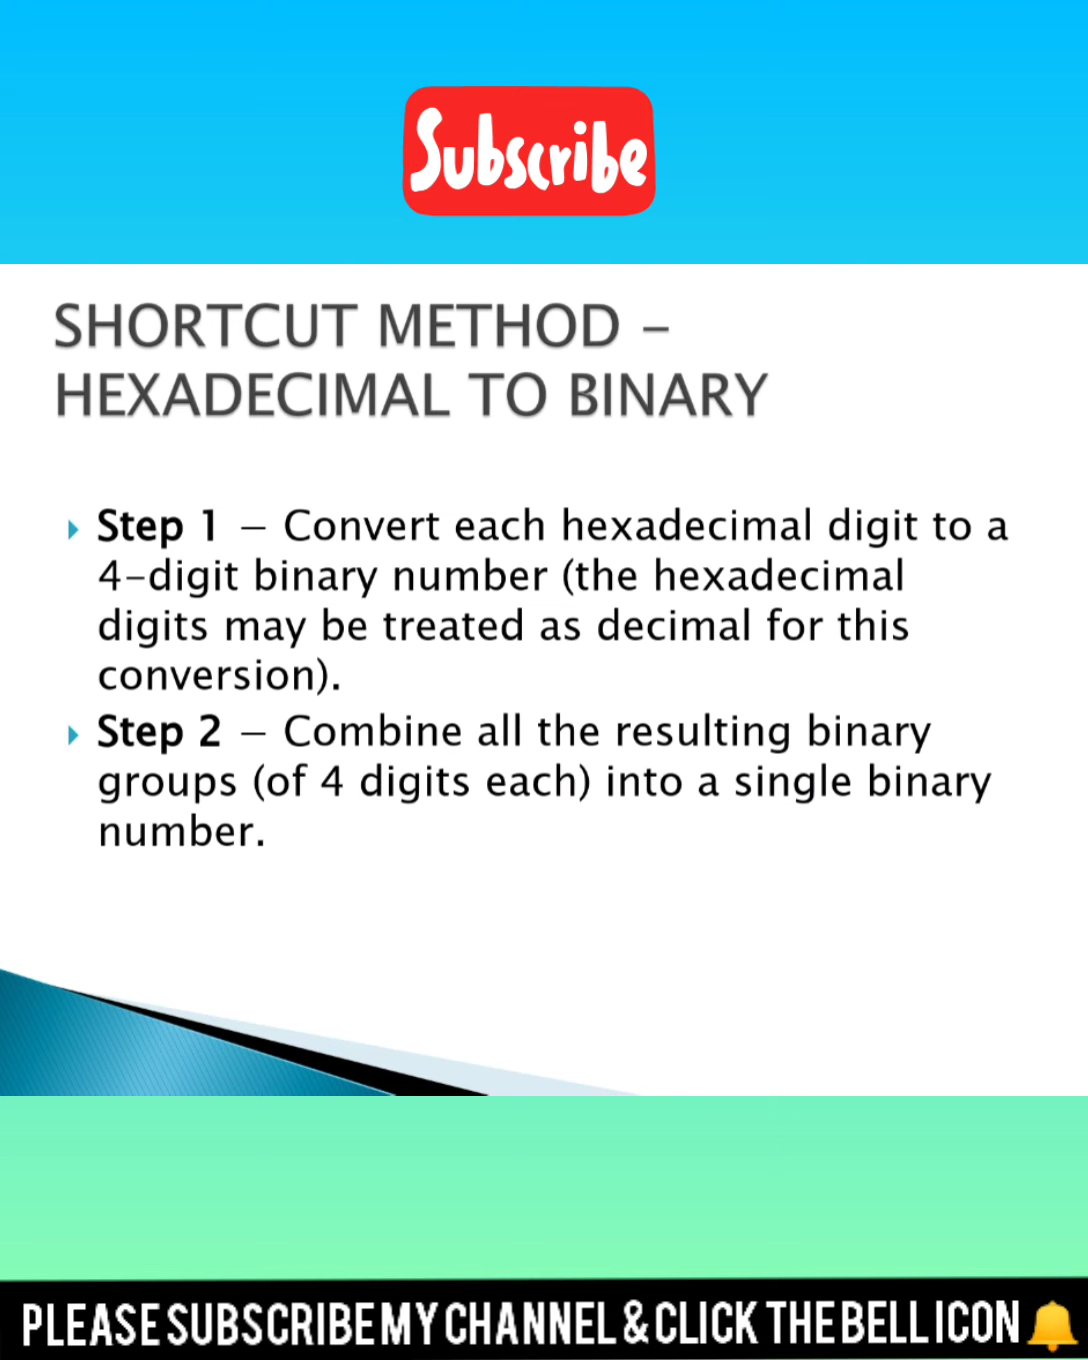 Subscribe
SHORTCUT METHOD –
HEXADECIMAL TO BINARY
Step 1 − Convert each hexadecimal digit to a
4-digit binary number (the hexadecimal
digits may be treated as decimal for this
conversion).
Step 2 − Combine all the resulting binary
groups (of 4 digits each) into a single binary
number.
PLEASE SUBSCRIBE MY CHANNEL & CLICK THE BELL ICON 🔔